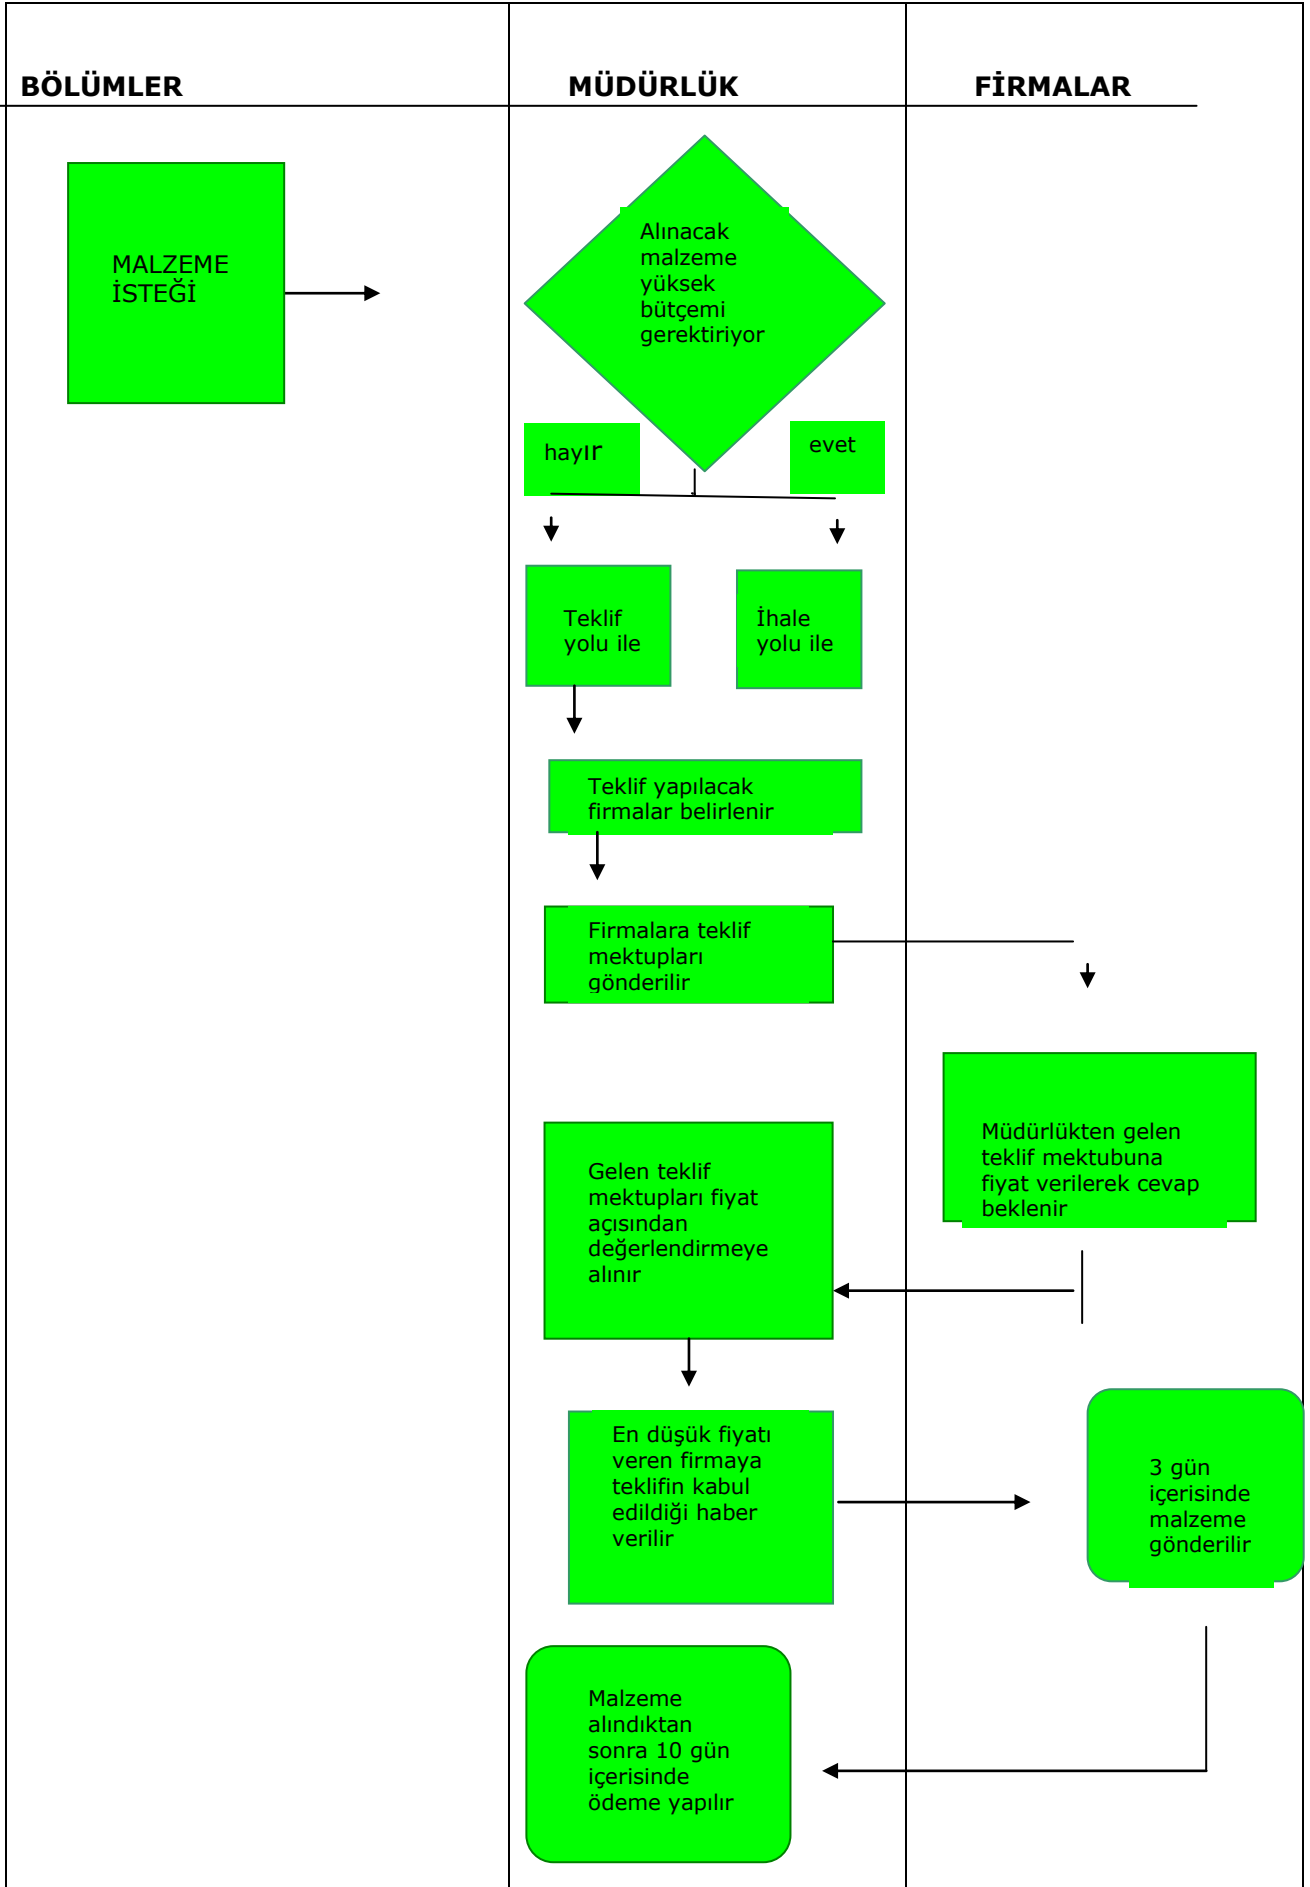 BÖLÜMLER
MÜDÜRLÜK
FİRMALAR
MALZEME
İSTEĞİ
Alınacak
malzeme
yüksek
bütçemi
gerektiriyor
hayır
evet
Teklif
yolu ile
İhale
yolu ile
Teklif yapılacak
firmalar belirlenir
Firmalara teklif
mektupları
gönderilir
Müdürlükten gelen
teklif mektubuna
fiyat verilerek cevap
beklenir
Gelen teklif
mektupları fiyat
açısından
değerlendirmeye
alınır
En düşük fiyatı
veren firmaya
teklifin kabul
edildiği haber
verilir
3 gün
içerisinde
malzeme
gönderilir
Malzeme
alındıktan
sonra 10 gün
içerisinde
ödeme yapılır